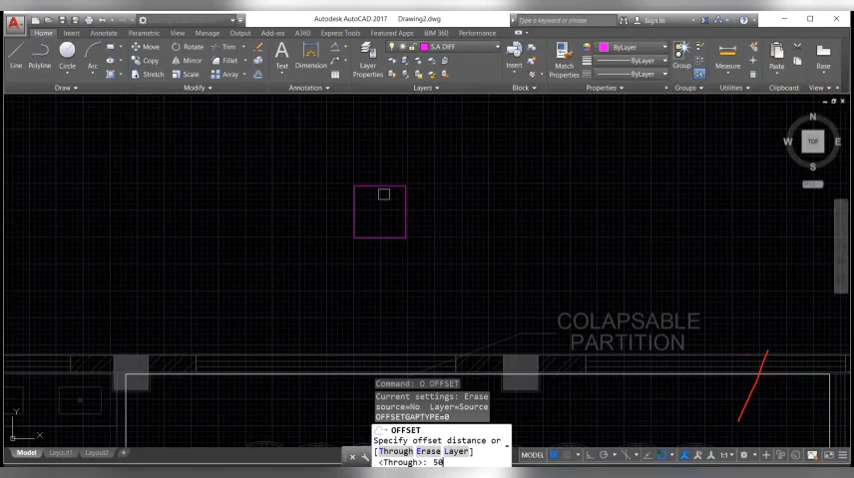 Autodesk AutoCAD 2017 Drawing2.dwg
Type a keyword or phrase
Sign In
Home Insert Annotate Parametric View Manage Output Add-ins A360 Express Tools Featured Apps BIM 360 Performance
Line
Polyline
Circle
Arc
Draw
Move
Copy
Stretch
Rotate
Mirror
Scale
Trim
Fillet
Array
Modify
Text
Dimension
Annotation
Layer
Properties
S.A DIFF
Layers
Insert
Block
Match
Properties
ByLayer
ByLayer
ByLayer
Properties
Group
Groups
Measure
Utilities
Paste
Clipboard
Base
View
N
W TOP E
S
COLAPSABLE
PARTITION
Command: O OFFSET
Current settings: Erase
source=No Layer=Source
OFFSETGAPTYPE=0
OFFSET
Specify offset distance or
[Through Erase Layer]
<Through>: 50
Y
X
Model Layout1 Layout2 +
MODEL
1:1